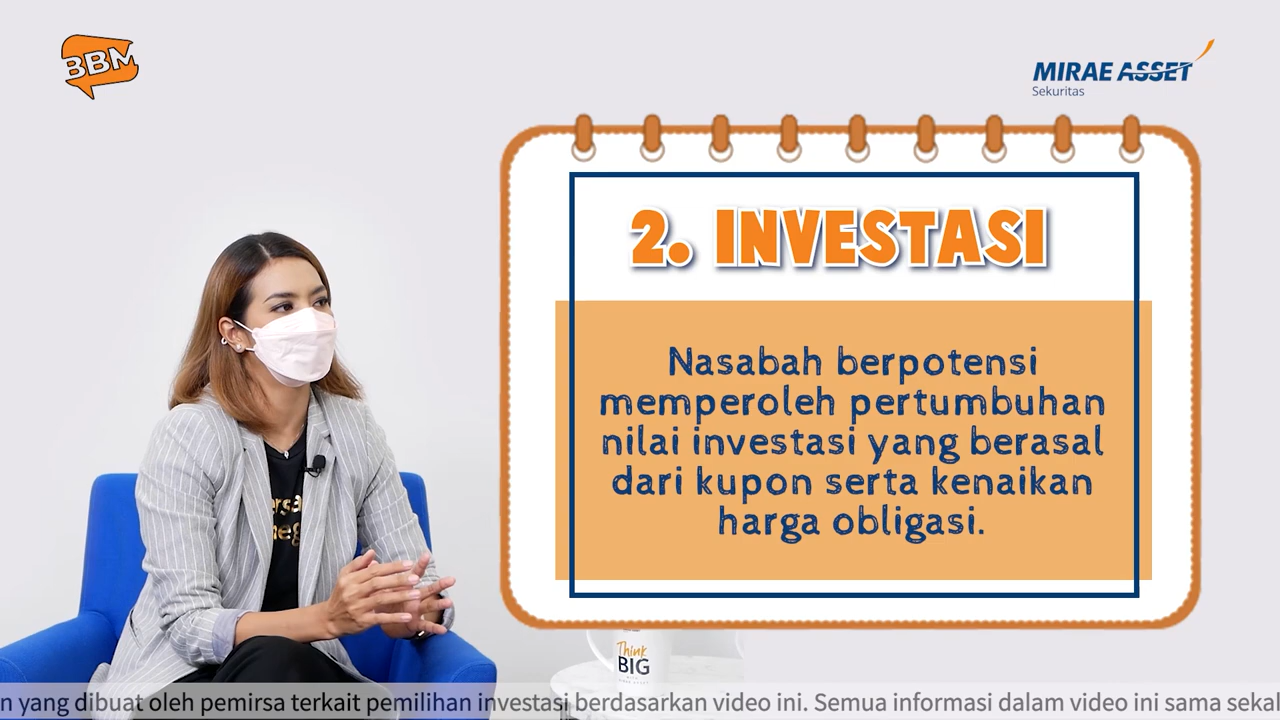 BBM
MIRAE ASSET
Sekuritas
2. INVESTASI
Nasabah berpotensi
memperoleh pertumbuhan
nilai investasi yang berasal
dari kupon serta kenaikan
harga obligasi.
Think
BIG
n yang dibuat oleh pemirsa terkait pemilihan investasi berdasarkan video ini. Semua informasi dalam video ini sama sekal